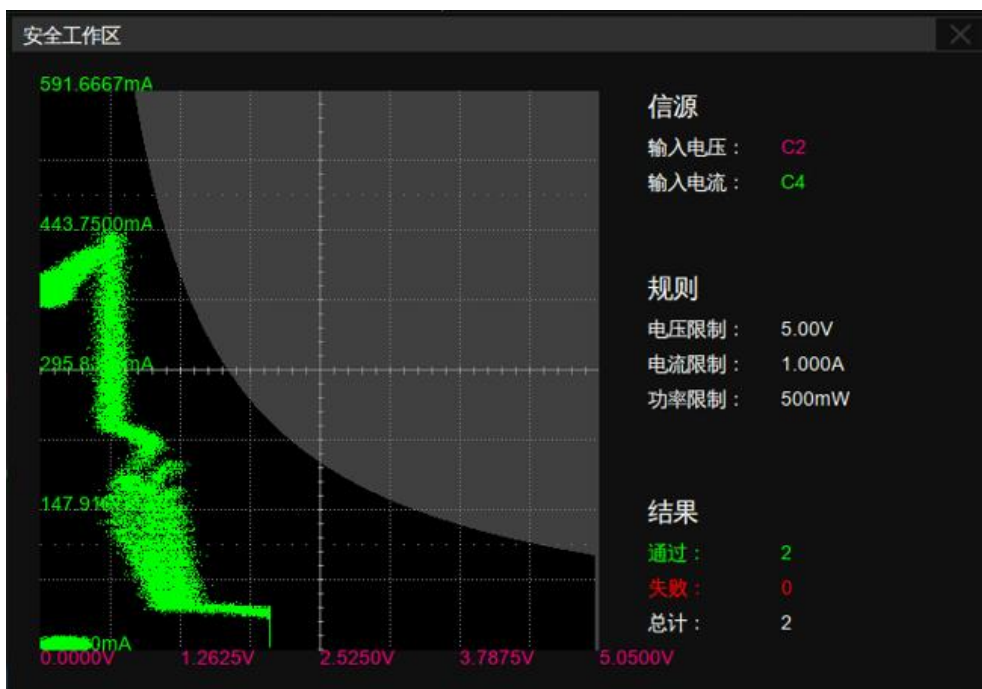 安全工作区
591.6667mA
信源
输入电压： C2
输入电流： C4
443.7500mA
规则
电压限制： 5.00V
电流限制： 1.000A
功率限制： 500mW
结果
通过： 2
失败： 0
总计： 2
0.0000V 1.2625V 2.5250V 3.7875V 5.0500V